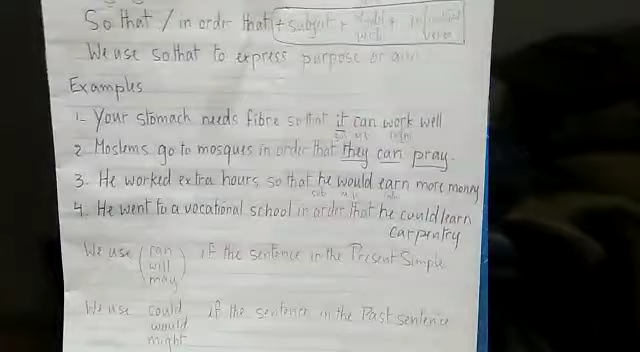 So that / in order that + subject + modal verb + infinitive verb
We use so that to express purpose or aim
Examples
1- Your stomach needs fibre so that it can work well
sub m.v infin
2. Moslems go to mosques in order that they can pray.
3. He worked extra hours, so that he would earn more money
sub m.v infin
4. He went to a vocational school in order that he could learn
carpentry
We use (can will may) if the sentence in the Present Simple
We use could would might if the sentence in the Past sentence